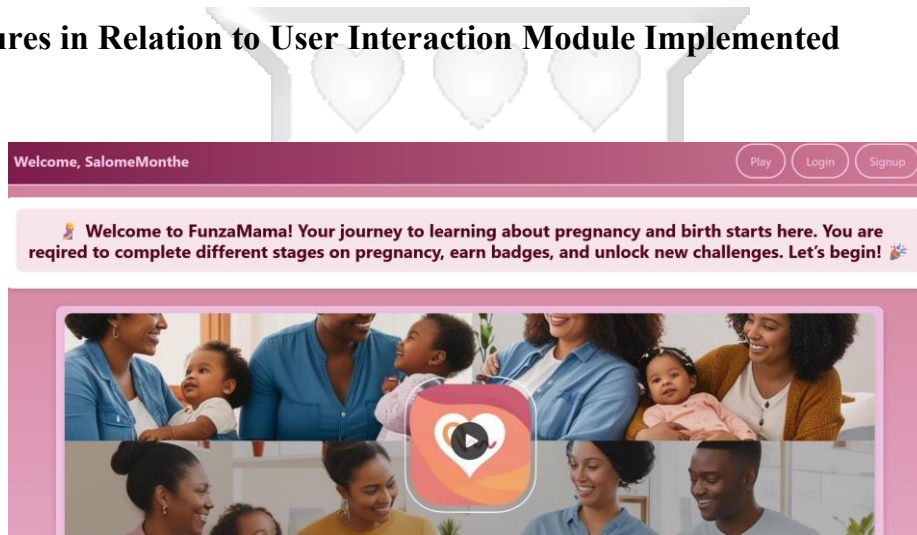 in Relation to User Interaction Module Implemented
Welcome, SalomeMonthe
Play
Login
Signup
🤰 Welcome to FunzaMama! Your journey to learning about pregnancy and birth starts here. You are
reqired to complete different stages on pregnancy, earn badges, and unlock new challenges. Let's begin! 🎉